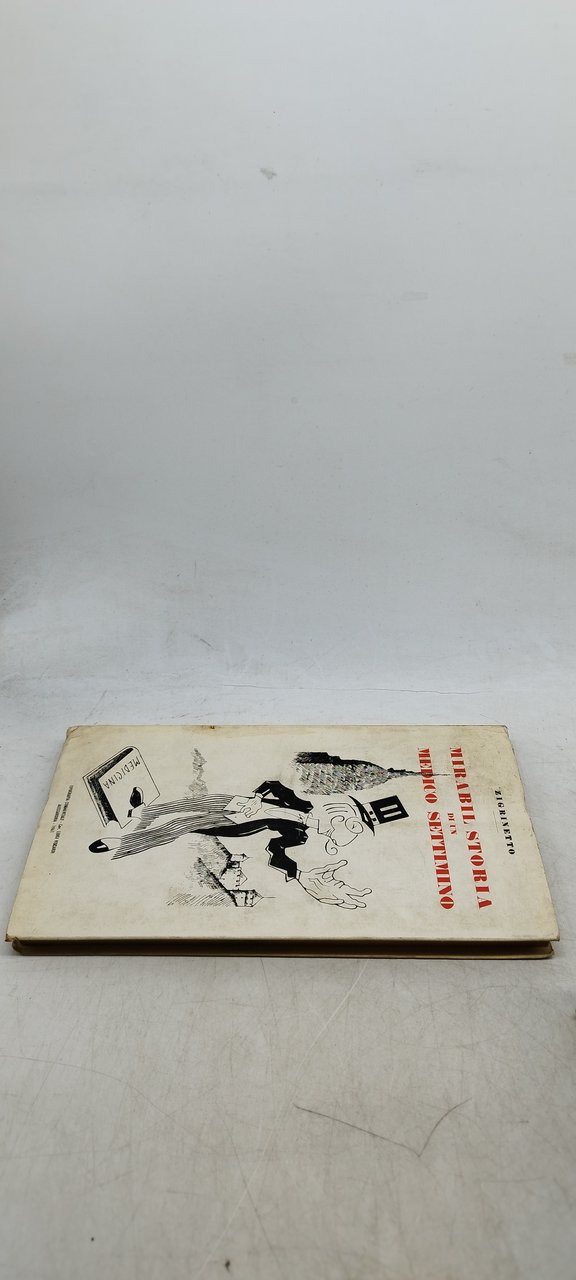 ZIGRINETTO
MIRABIL STORIA
DI UN
MEDICO SETTIMINO
MEDICINA